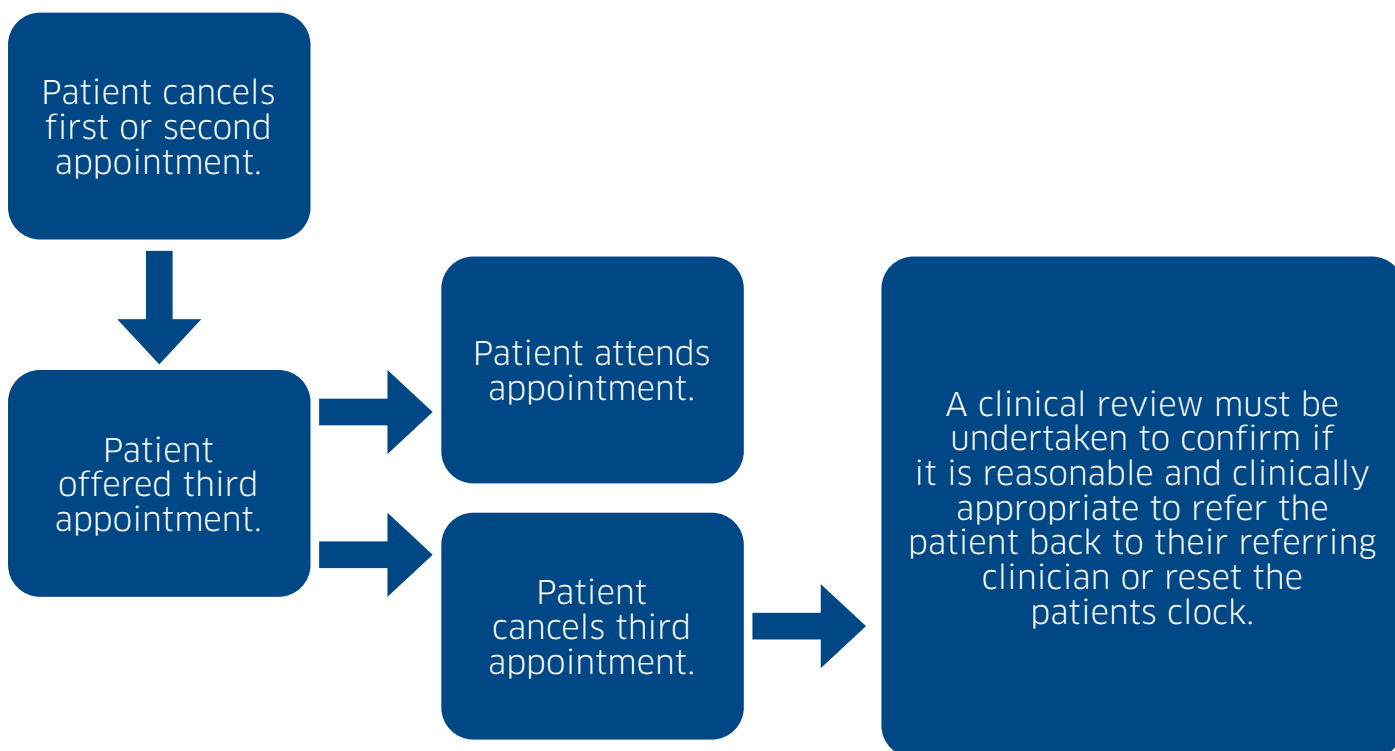 Patient cancels
first or second
appointment.
Patient
offered third
appointment.
Patient attends
appointment.
Patient
cancels third
appointment.
A clinical review must be
undertaken to confirm if
it is reasonable and clinically
appropriate to refer the
patient back to their referring
clinician or reset the
patients clock.